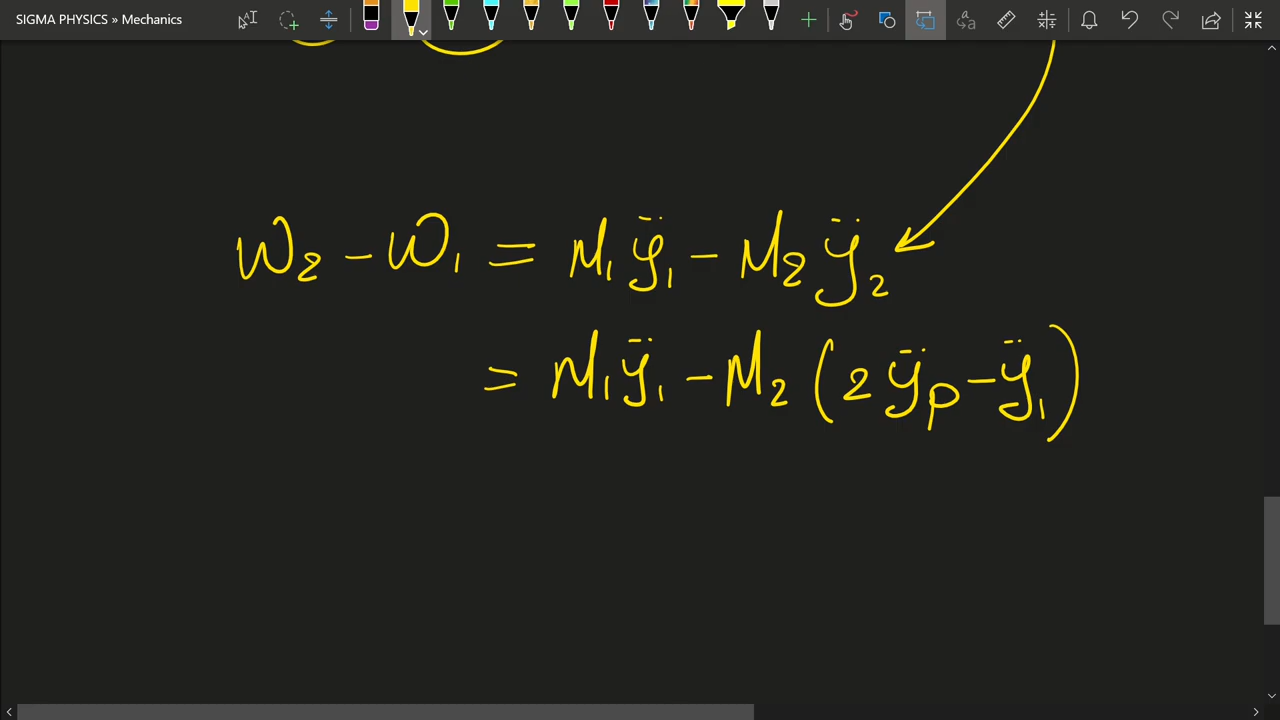 SIGMA PHYSICS » Mechanics
W₂ − W₁ = M₁ÿ₁ − M₂ÿ₂
= M₁ÿ₁ − M₂(2ÿₚ − ÿ₁)